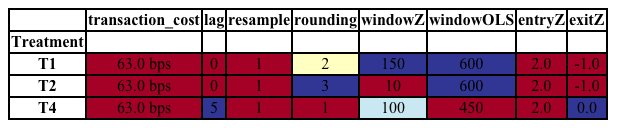 transaction_cost lag resample rounding windowZ windowOLS entryZ exitZ
Treatment
T1 63.0 bps 0 1 2 150 600 2.0 -1.0
T2 63.0 bps 0 1 3 10 600 2.0 -1.0
T4 63.0 bps 5 1 1 100 450 2.0 0.0